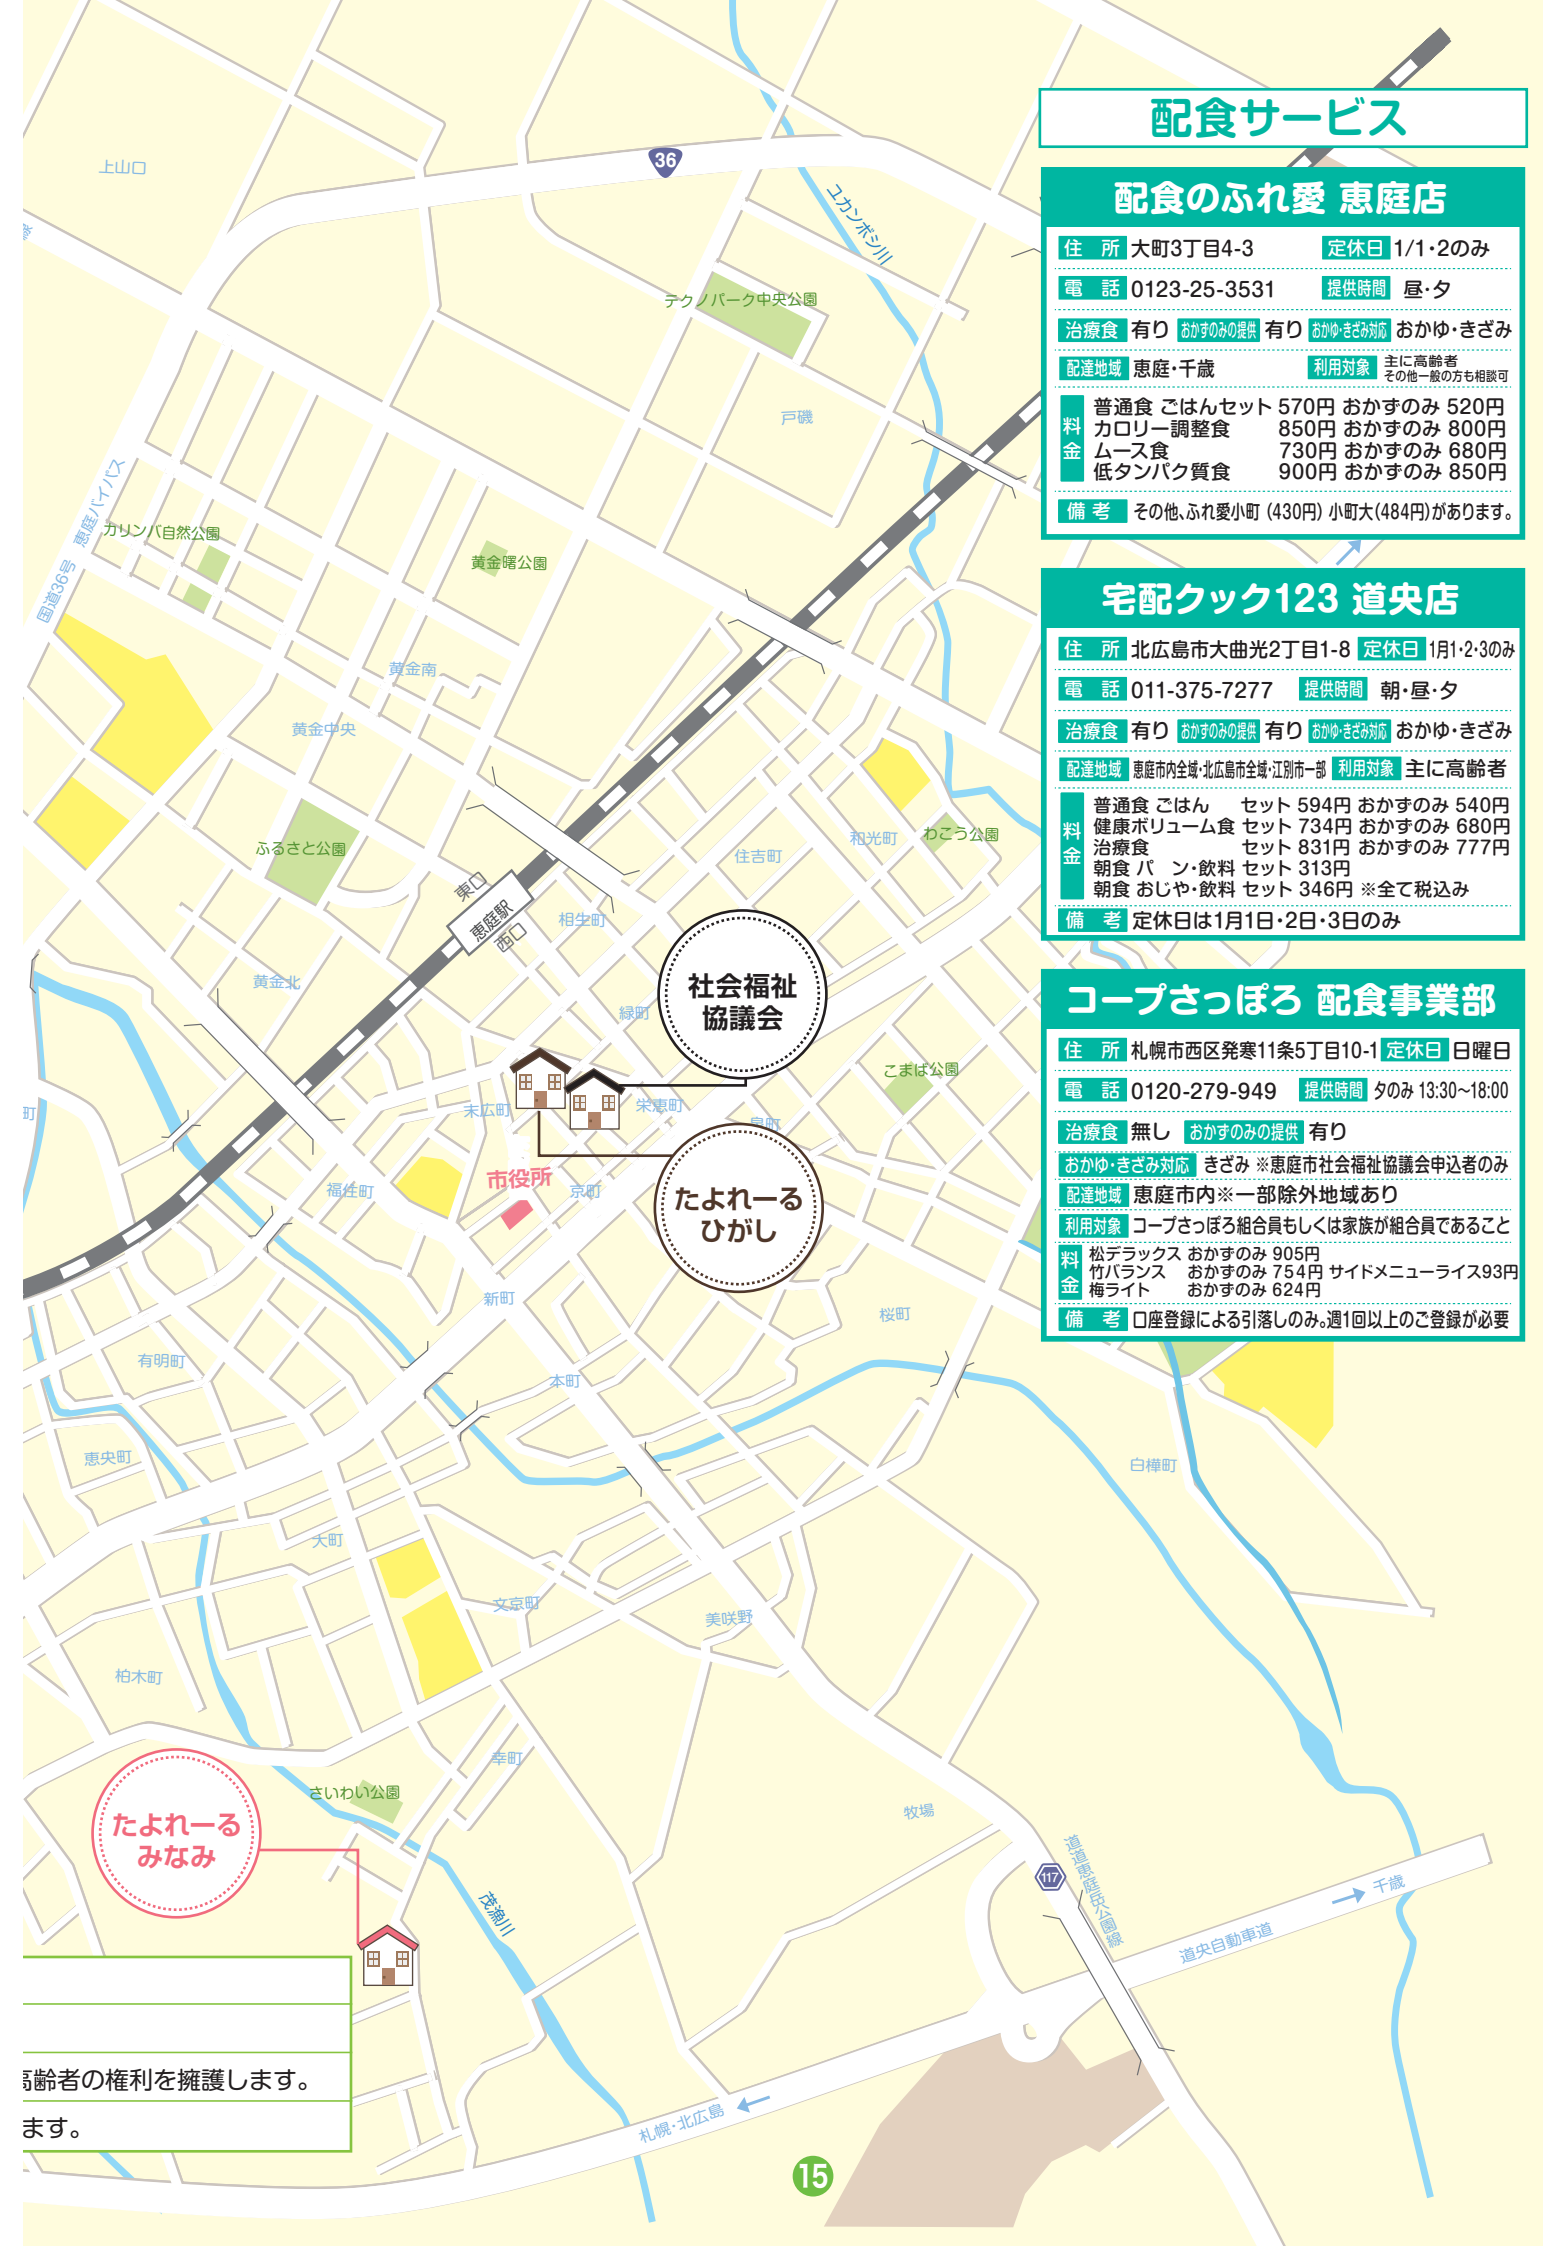 配食サービス
配食のふれ愛 恵庭店
住 所 大町3丁目4-3 定休日 1/1・2のみ
電 話 0123-25-3531 提供時間 昼・夕
治療食 有り おかずのみの提供 有り おかゆ・きざみ対応 おかゆ・きざみ
配達地域 恵庭・千歳 利用対象 主に高齢者
その他一般の方も相談可
料金
普通食 ごはんセット 570円 おかずのみ 520円
カロリー調整食 850円 おかずのみ 800円
ムース食 730円 おかずのみ 680円
低タンパク質食 900円 おかずのみ 850円
備 考 その他、ふれ愛小町（430円）小町大(484円)があります。
宅配クック123 道央店
住 所 北広島市大曲光2丁目1-8 定休日 1月1・2・3のみ
電 話 011-375-7277 提供時間 朝・昼・夕
治療食 有り おかずのみの提供 有り おかゆ・きざみ対応 おかゆ・きざみ
配達地域 恵庭市内全域・北広島市全域・江別市一部 利用対象 主に高齢者
料金
普通食 ごはん セット 594円 おかずのみ 540円
健康ボリューム食 セット 734円 おかずのみ 680円
治療食 セット 831円 おかずのみ 777円
朝食 パ ン・飲料 セット 313円
朝食 おじや・飲料 セット 346円 ※全て税込み
備 考 定休日は1月1日・2日・3日のみ
コープさっぽろ 配食事業部
住 所 札幌市西区発寒11条5丁目10-1 定休日 日曜日
電 話 0120-279-949 提供時間 夕のみ 13:30〜18:00
治療食 無し おかずのみの提供 有り
おかゆ・きざみ対応 きざみ ※恵庭市社会福祉協議会申込者のみ
配達地域 恵庭市内※一部除外地域あり
利用対象 コープさっぽろ組合員もしくは家族が組合員であること
料金
松デラックス おかずのみ 905円
竹バランス おかずのみ 754円 サイドメニューライス93円
梅ライト おかずのみ 624円
備 考 口座登録による引落しのみ。週1回以上のご登録が必要
上山口
36
ユカンボシ川
テクノパーク中央公園
戸磯
国道36号 恵庭バイパス
カリンバ自然公園
黄金曙公園
黄金南
黄金中央
ふるさと公園
和光町
わこう公園
住吉町
東口
恵庭駅
西口
相生町
黄金北
社会福祉
協議会
緑町
こまば公園
末広町
栄恵町
泉町
町
市役所
福住町
京町
たよれーる
ひがし
新町
桜町
有明町
本町
恵央町
白樺町
大町
文京町
美咲野
柏木町
幸町
さいわい公園
牧場
たよれーる
みなみ
117
道道恵庭岳公園線
千歳
道央自動車道
茂漁川
高齢者の権利を擁護します。
ます。
札幌・北広島
15